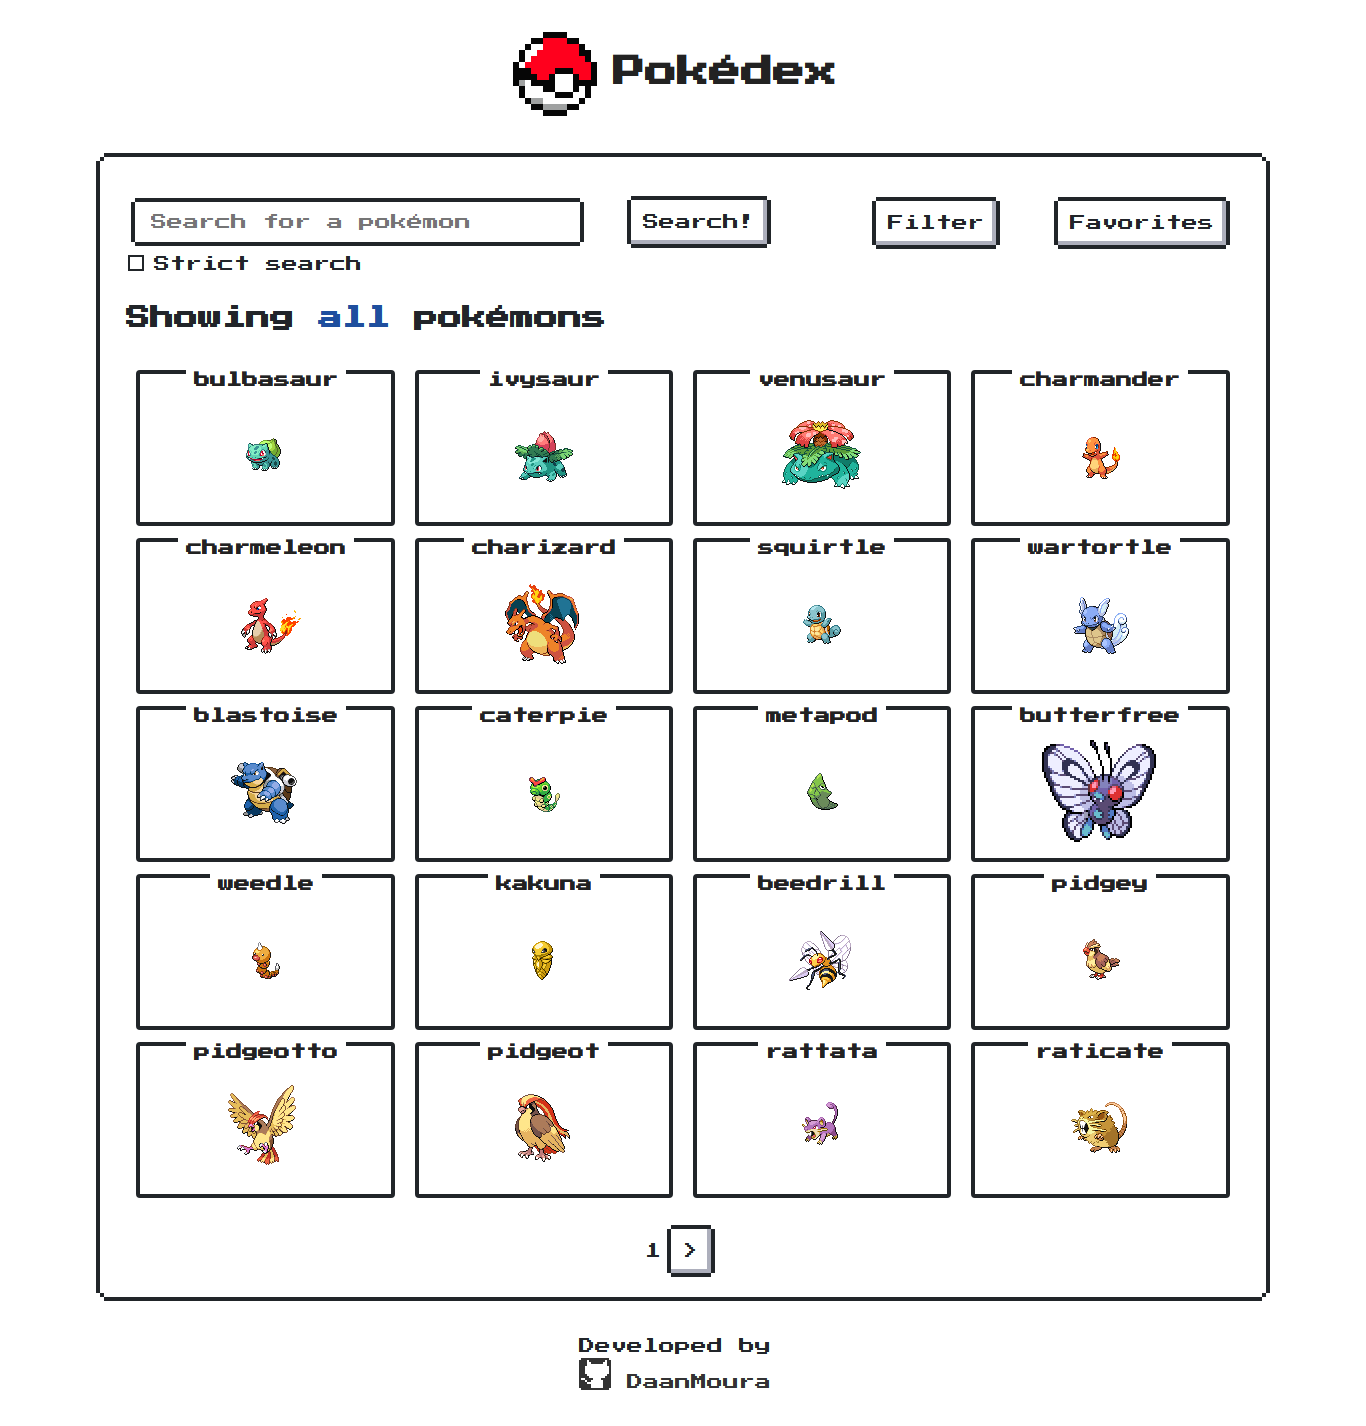 Pokédex
Search for a pokémon
Search!
Filter
Favorites
Strict search
Showing all pokémons
bulbasaur
ivysaur
venusaur
charmander
charmeleon
charizard
squirtle
wartortle
blastoise
caterpie
metapod
butterfree
weedle
kakuna
beedrill
pidgey
pidgeotto
pidgeot
rattata
raticate
1 >
Developed by
DaanMoura